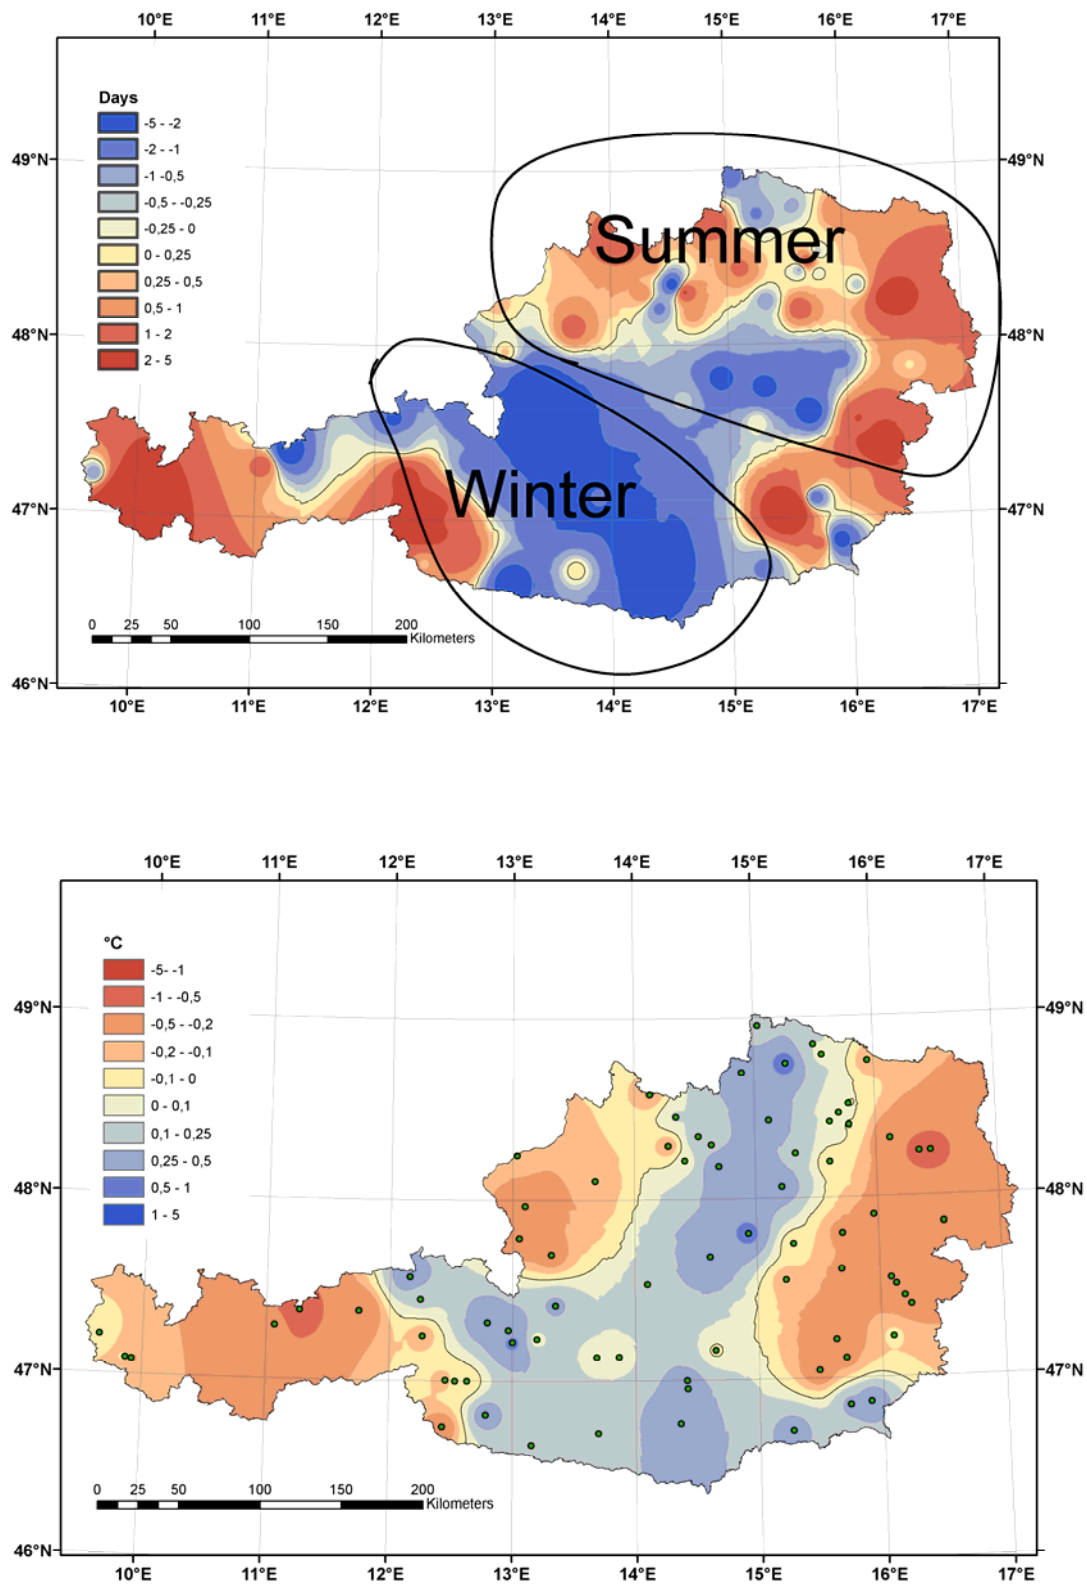 10°E 11°E 12°E 13°E 14°E 15°E 16°E 17°E
Days
-5 - -2
-2 - -1
-1 -0,5
-0,5 - -0,25
-0,25 - 0
0 - 0,25
0,25 - 0,5
0,5 - 1
1 - 2
2 - 5
49°N 49°N
Summer
48°N 48°N
Winter
47°N 47°N
0 25 50 100 150 200
Kilometers
46°N
10°E 11°E 12°E 13°E 14°E 15°E 16°E 17°E
10°E 11°E 12°E 13°E 14°E 15°E 16°E 17°E
°C
-5- -1
-1 - -0,5
-0,5 - -0,2
-0,2 - -0,1
-0,1 - 0
0 - 0,1
0,1 - 0,25
0,25 - 0,5
0,5 - 1
1 - 5
49°N 49°N
48°N 48°N
47°N 47°N
0 25 50 100 150 200
Kilometers
46°N
10°E 11°E 12°E 13°E 14°E 15°E 16°E 17°E